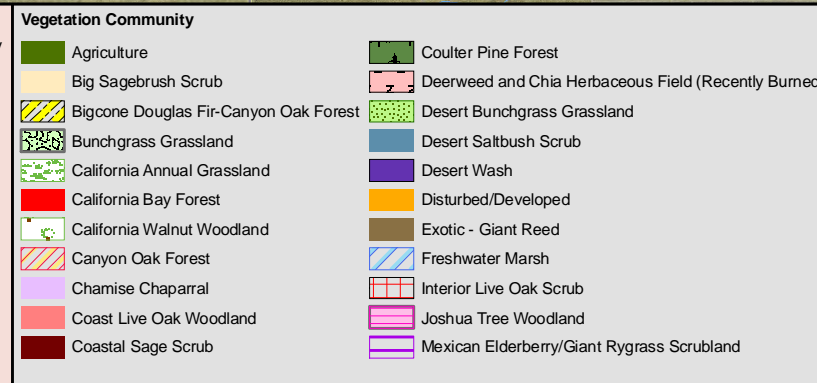 Vegetation Community
Agriculture
Big Sagebrush Scrub
Bigcone Douglas Fir-Canyon Oak Forest
Bunchgrass Grassland
California Annual Grassland
California Bay Forest
California Walnut Woodland
Canyon Oak Forest
Chamise Chaparral
Coast Live Oak Woodland
Coastal Sage Scrub
Coulter Pine Forest
Deerweed and Chia Herbaceous Field (Recently Burned
Desert Bunchgrass Grassland
Desert Saltbush Scrub
Desert Wash
Disturbed/Developed
Exotic - Giant Reed
Freshwater Marsh
Interior Live Oak Scrub
Joshua Tree Woodland
Mexican Elderberry/Giant Rygrass Scrubland